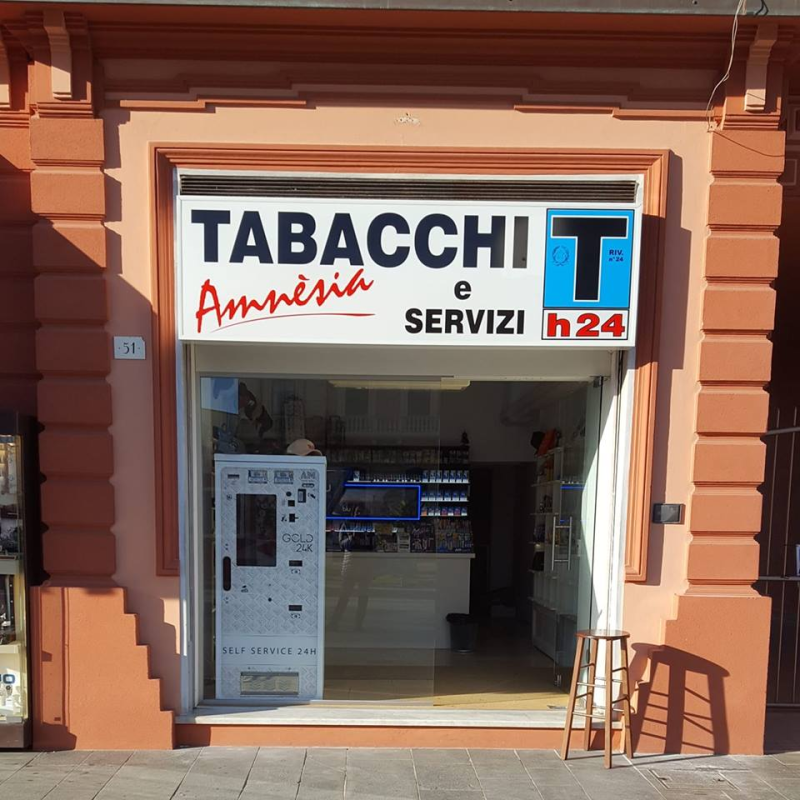 TABACCHI
Amnèsia
e
SERVIZI
T
RIV.
n°24
h24
51
GOLD
24K
SELF SERVICE 24H